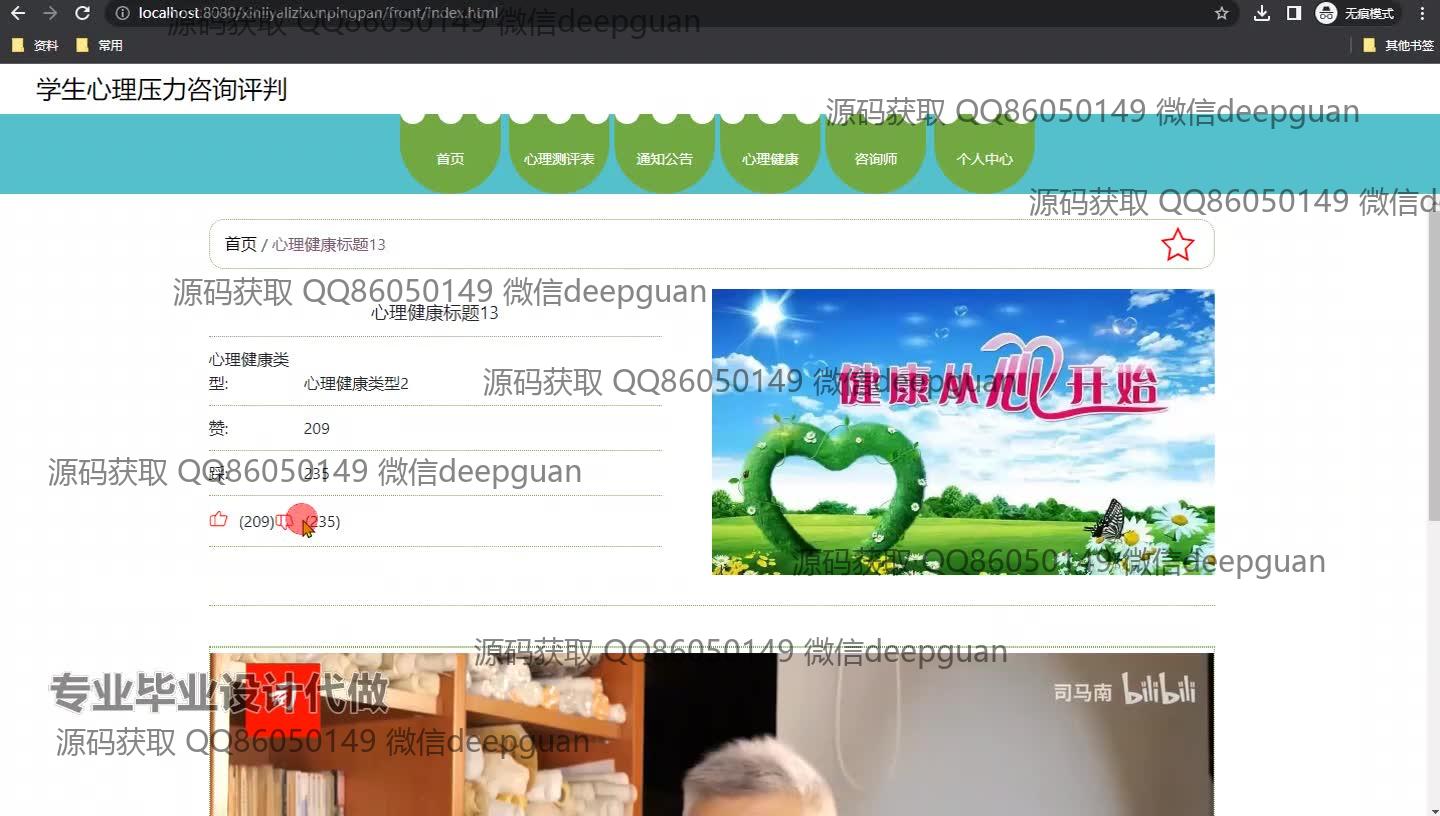 localhost:8080/xinliyalizixunpingpan/front/index.html
无痕模式
源码获取 QQ86050149 微信deepguan
资料
常用
其他书签
学生心理压力咨询评判
源码获取 QQ86050149 微信deepguan
首页
心理测评表
通知公告
心理健康
咨询师
个人中心
源码获取 QQ86050149 微信d
首页 / 心理健康标题13
源码获取 QQ86050149 微信deepguan
心理健康标题13
心理健康类
型:
心理健康类型2
源码获取 QQ86050149 微信deepguan
健康从心开始
赞:
209
踩:
235
源码获取 QQ86050149 微信deepguan
(209)
(235)
源码获取 QQ86050149 微信deepguan
源码获取 QQ86050149 微信deepguan
专业毕业设计代做
司
司马南 bilibili
源码获取 QQ86050149 微信deepguan